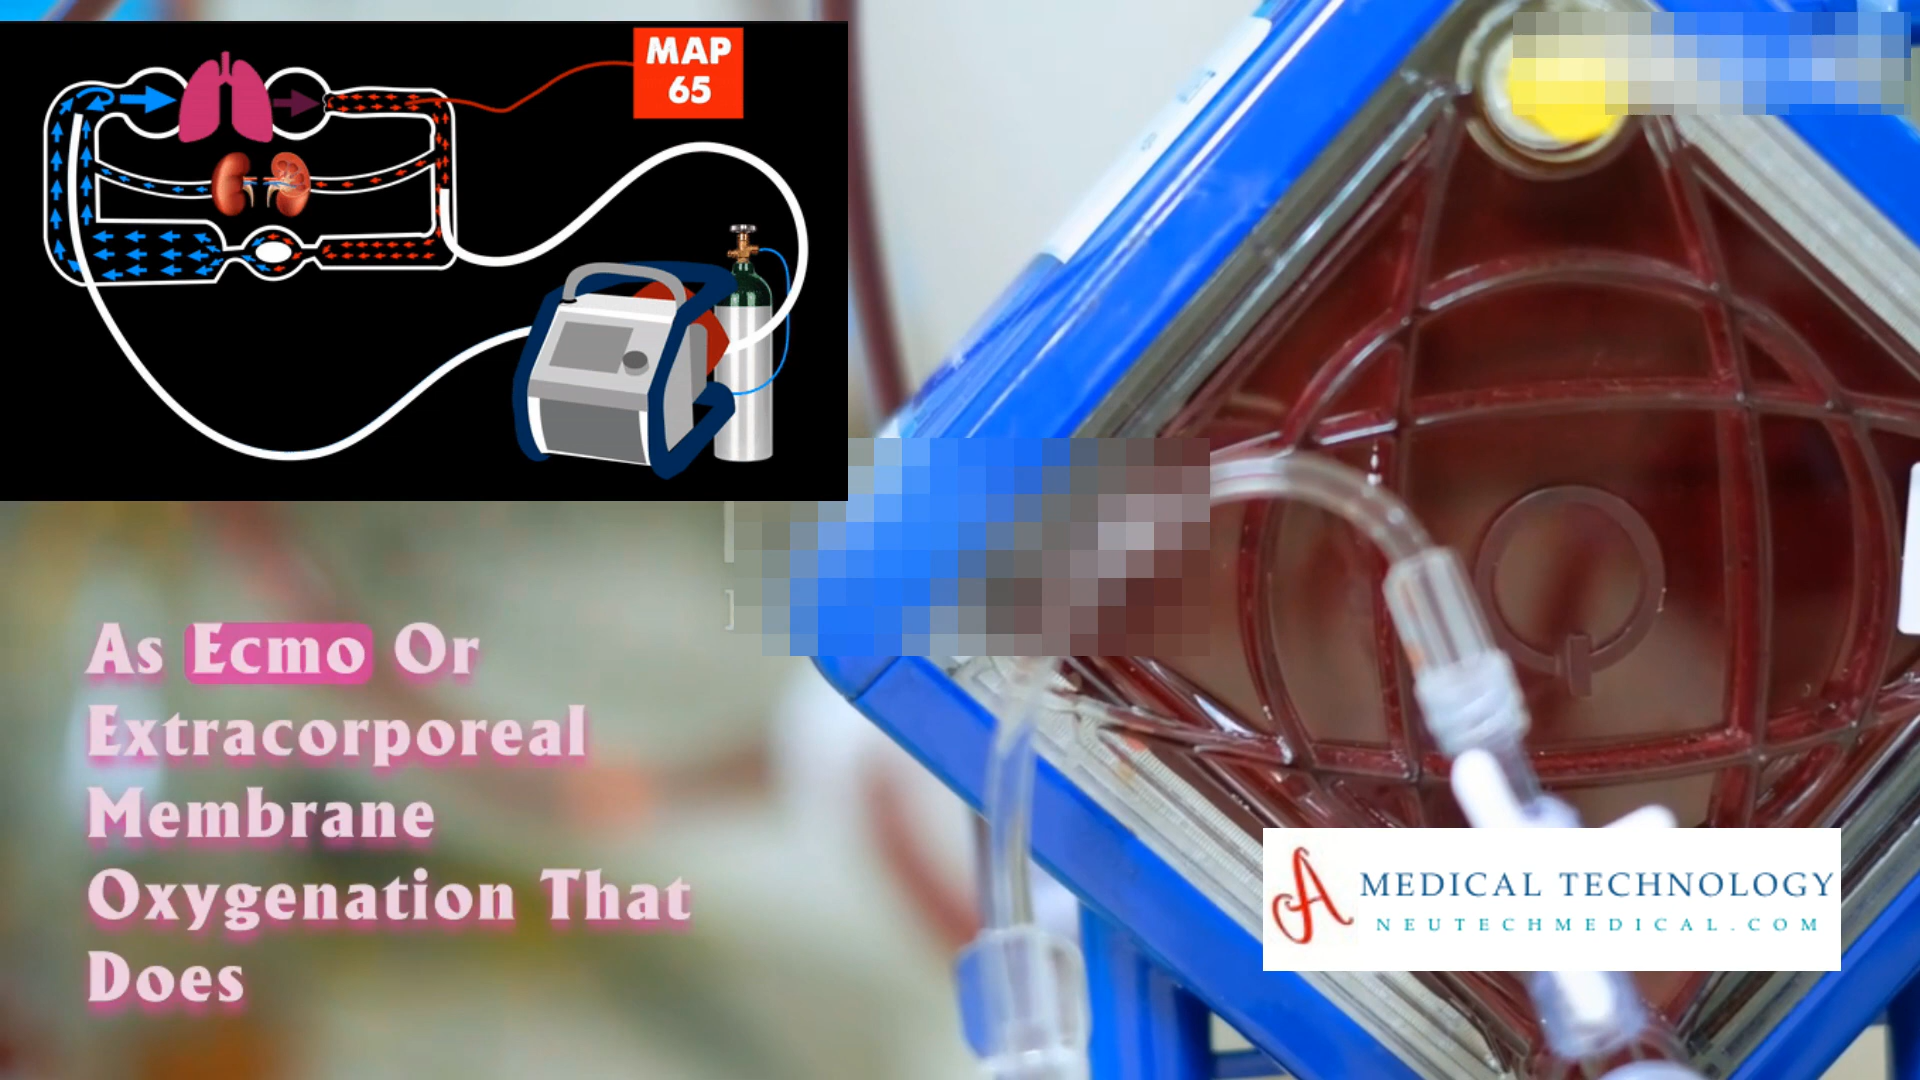 MAP
65
As Ecmo Or
Extracorporeal
Membrane
Oxygenation That
Does
A MEDICAL TECHNOLOGY
NEUTECHMEDICAL.COM